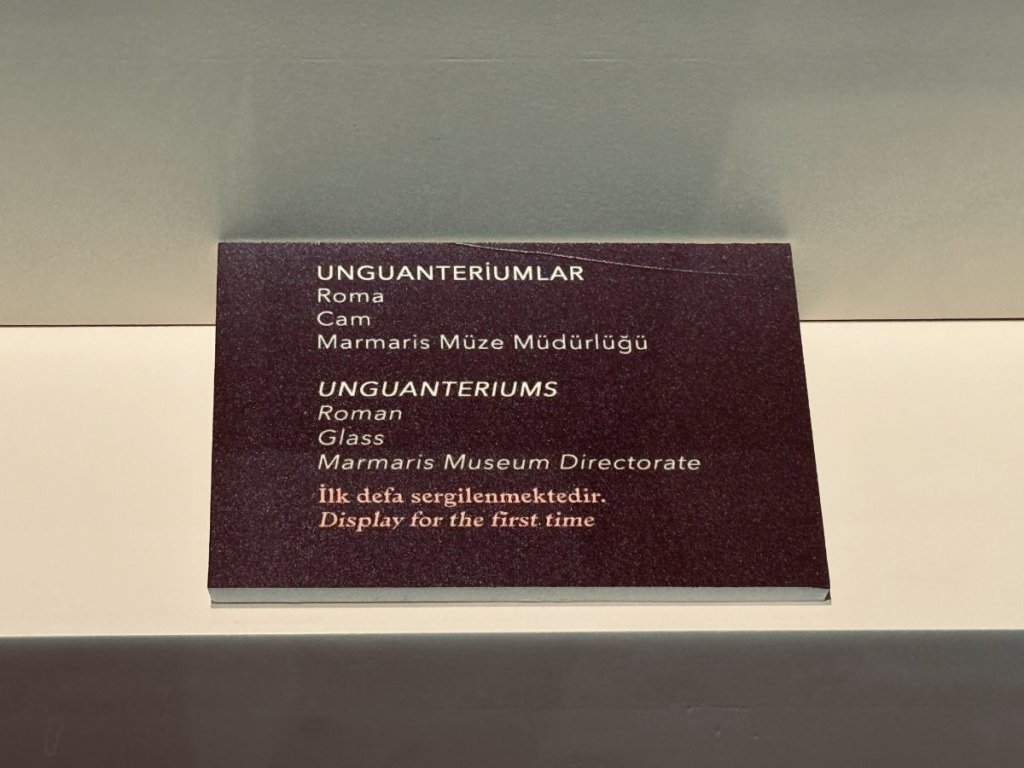 UNGUANTERİUMLAR
Roma
Cam
Marmaris Müze Müdürlüğü
UNGUANTERIUMS
Roman
Glass
Marmaris Museum Directorate
İlk defa sergilenmektedir.
Display for the first time